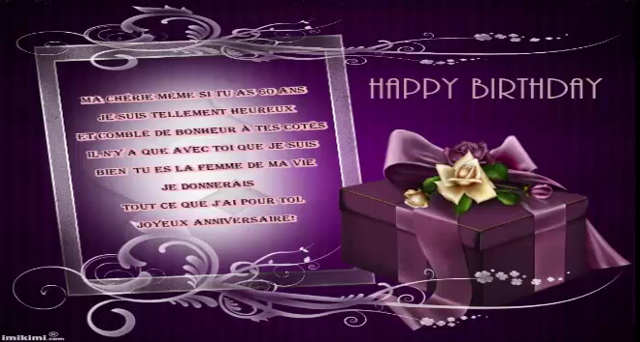 MA CHÉRIE MÊME SI TU AS 60 ANS
JE SUIS TELLEMENT HEUREUX
ET COMBLÉ DE BONHEUR À TES CÔTÉS
IL N'Y A QUE AVEC TOI QUE JE SUIS
BIEN TU ES LA FEMME DE MA VIE
JE DONNERAIS
TOUT CE QUE J'AI POUR TOI.
JOYEUX ANNIVERSAIRE!
HAPPY BIRTHDAY
imikimi®.com